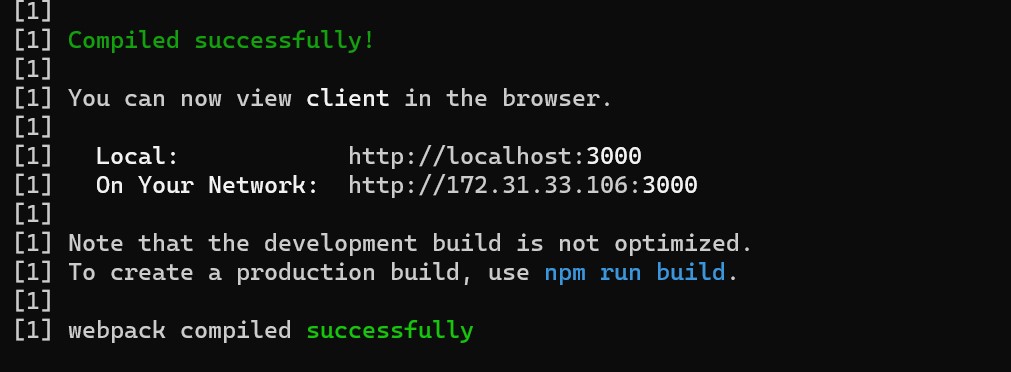 [1]
[1] Compiled successfully!
[1]
[1] You can now view client in the browser.
[1]
[1]   Local:            http://localhost:3000
[1]   On Your Network:  http://172.31.33.106:3000
[1]
[1] Note that the development build is not optimized.
[1] To create a production build, use npm run build.
[1]
[1] webpack compiled successfully